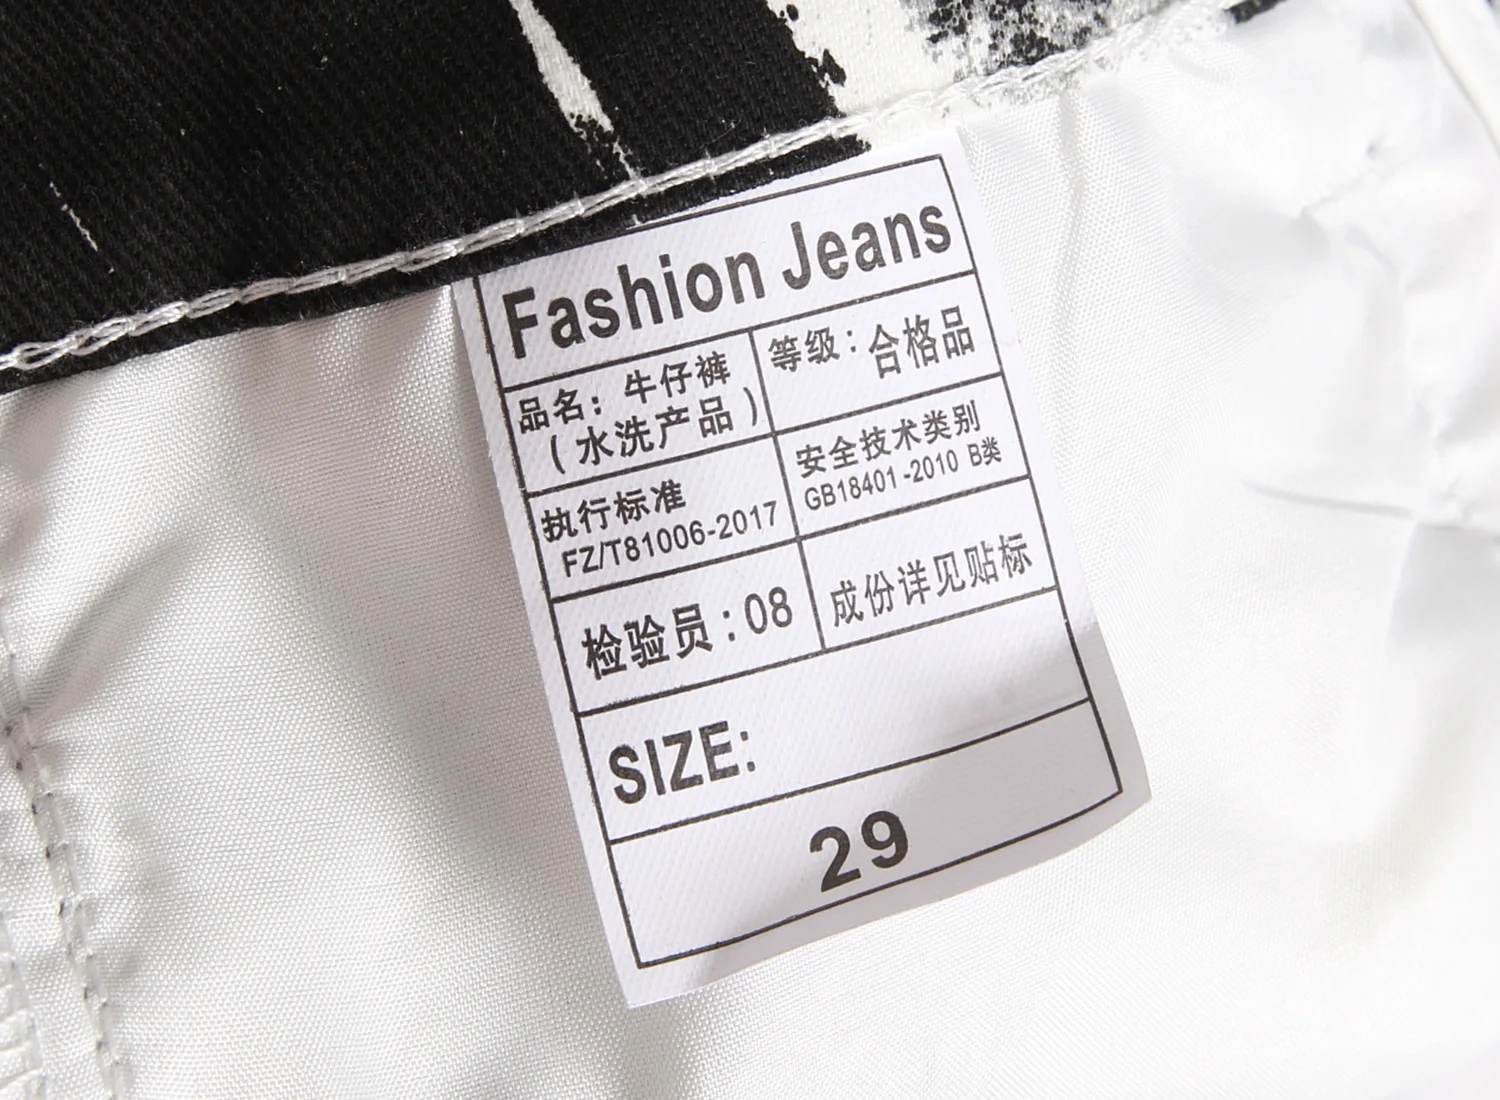 Fashion Jeans
品名：牛仔裤
（水洗产品）
等级：合格品
执行标准
FZ/T81006-2017
安全技术类别
GB18401-2010 B类
检验员：08
成份详见贴标
SIZE:
29